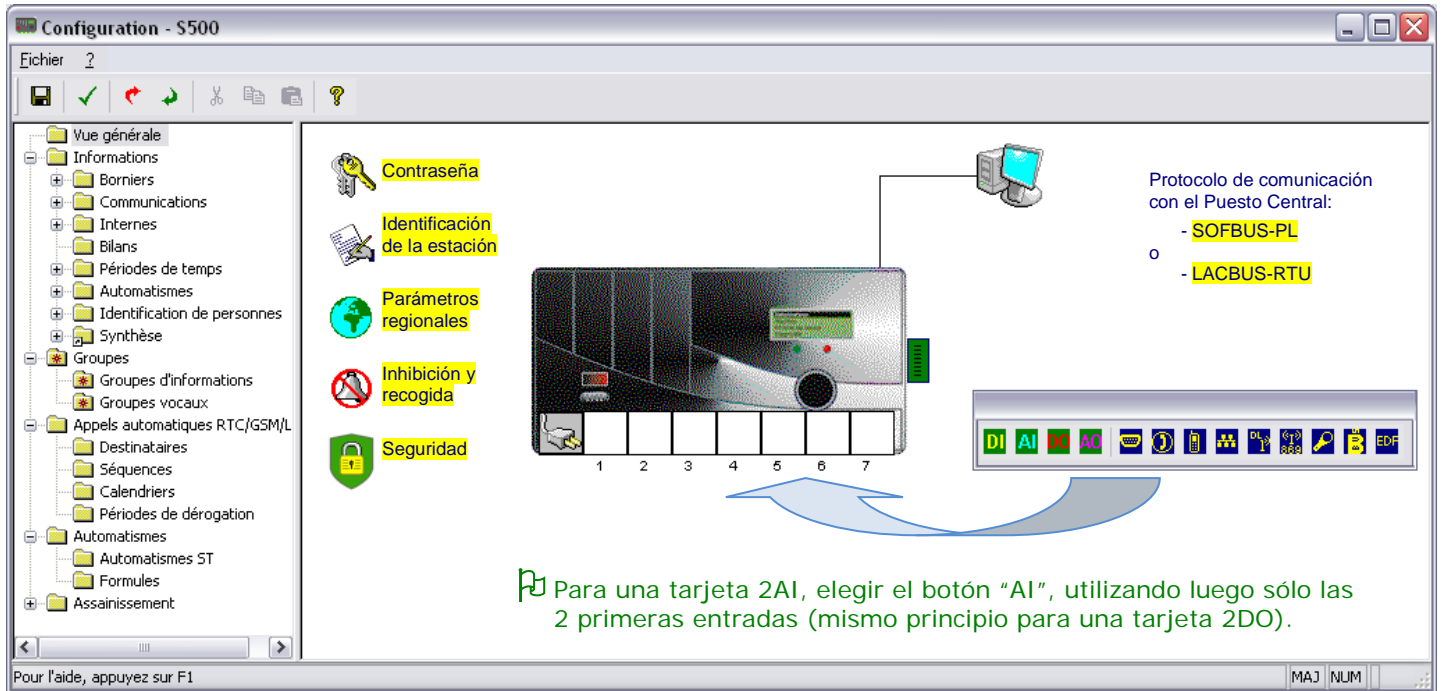 Configuration - S500
Fichier ?
Vue générale
Informations
Borniers
Communications
Internes
Bilans
Périodes de temps
Automatismes
Identification de personnes
Synthèse
Groupes
Groupes d'informations
Groupes vocaux
Appels automatiques RTC/GSM/L
Destinataires
Séquences
Calendriers
Périodes de dérogation
Automatismes
Automatismes ST
Formules
Assainissement
Contraseña
Identificación
de la estación
Parámetros
regionales
Inhibición y
recogida
Seguridad
1 2 3 4 5 6 7
Protocolo de comunicación
con el Puesto Central:
- SOFBUS-PL
o
- LACBUS-RTU
DI AI DO AO DL 869 EDF
Para una tarjeta 2AI, elegir el botón “AI”, utilizando luego sólo las
2 primeras entradas (mismo principio para una tarjeta 2DO).
Pour l'aide, appuyez sur F1
MAJ NUM